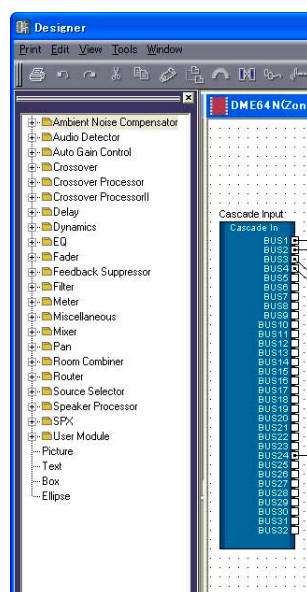 Designer
Print Edit View Tools Window
Ambient Noise Compensator
Audio Detector
Auto Gain Control
Crossover
Crossover Processor
Crossover ProcessorII
Delay
Dynamics
EQ
Fader
Feedback Suppressor
Filter
Meter
Miscellaneous
Mixer
Pan
Room Combiner
Router
Source Selector
Speaker Processor
SPX
User Module
Picture
Text
Box
Ellipse
DME64N(Zon
Cascade Input
Cascade In
BUS1
BUS2
BUS3
BUS4
BUS5
BUS6
BUS7
BUS8
BUS9
BUS10
BUS11
BUS12
BUS13
BUS14
BUS15
BUS16
BUS17
BUS18
BUS19
BUS20
BUS21
BUS22
BUS23
BUS24
BUS25
BUS26
BUS27
BUS28
BUS29
BUS30
BUS31
BUS32